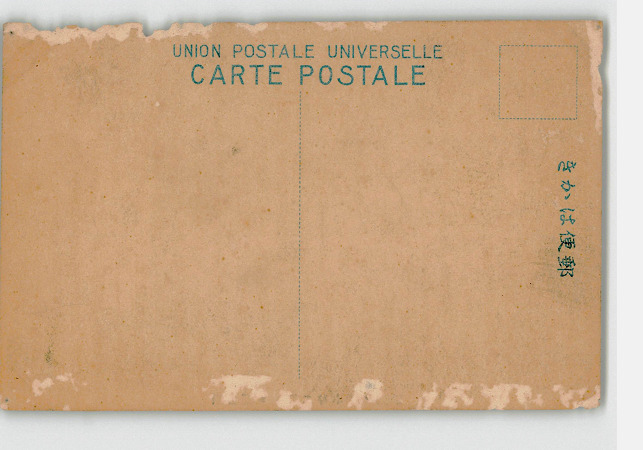 UNION POSTALE UNIVERSELLE
CARTE POSTALE
郵便はかき